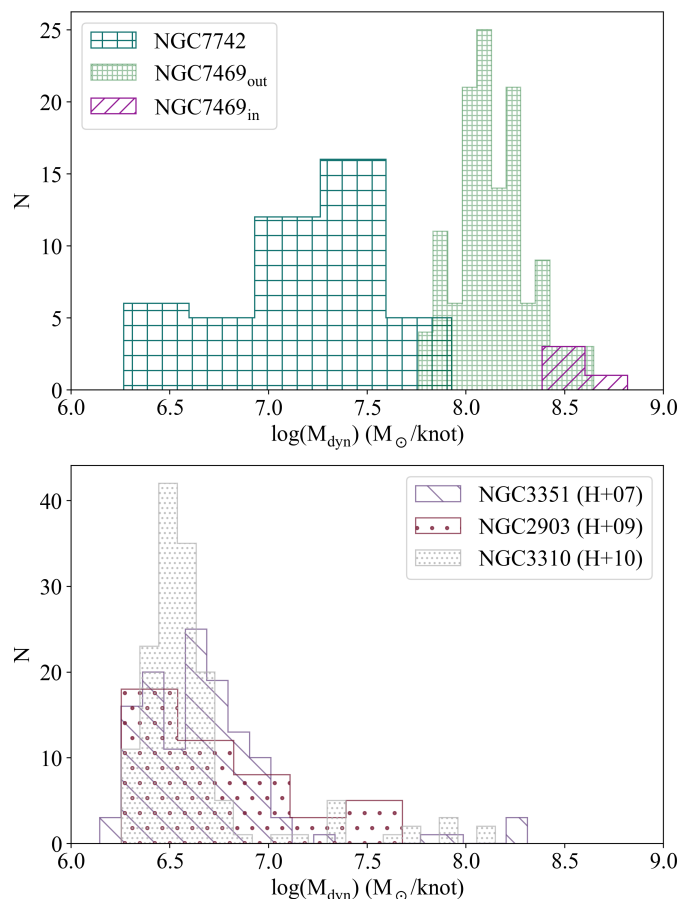 NGC7742
NGC7469out
NGC7469in
25
20
15
10
5
0
N
6.0 6.5 7.0 7.5 8.0 8.5 9.0
log(Mdyn) (M⊙/knot)
NGC3351 (H+07)
NGC2903 (H+09)
NGC3310 (H+10)
40
30
20
10
0
N
6.0 6.5 7.0 7.5 8.0 8.5 9.0
log(Mdyn) (M⊙/knot)